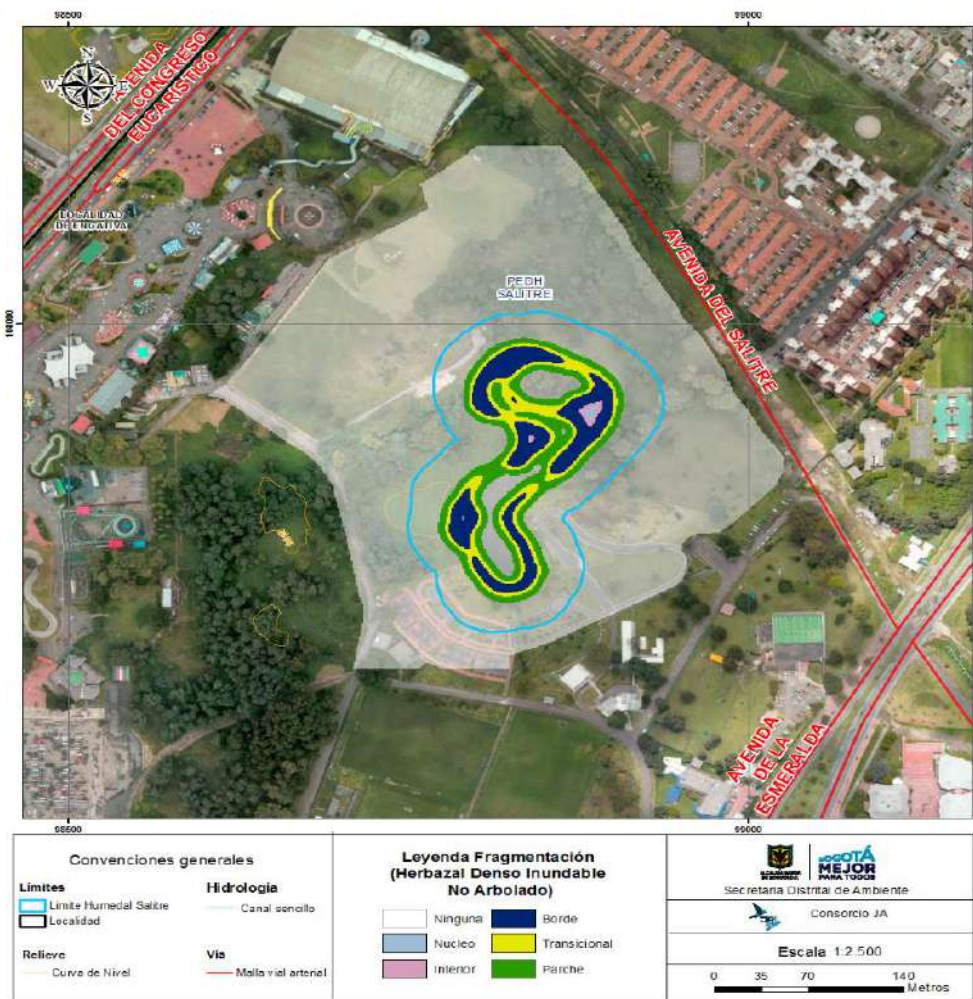 98500
99000
N
W
E
S
AVENIDA
DEL CONGRESO
EUCARISTICO
LOCALIDAD
DE ENGATIVA
PEDH
SALITRE
AVENIDA DEL SALITRE
AVENIDA
DE LA
ESMERALDA
98500
99000
Convenciones generales
Límites
Límite Humedal Salitre
Localidad
Relieve
Curva de Nivel
Hidrología
Canal sencillo
Vía
Malla vial arterial
Leyenda Fragmentación
(Herbazal Denso Inundable
No Arbolado)
Ninguna
Nucleo
Interior
Borde
Transicional
Parche
BOGOTÁ
MEJOR
PARA TODOS
Secretaria Distrital de Ambiente
Consorcio JA
Escala 1:2.500
0 35 70 140
Metros